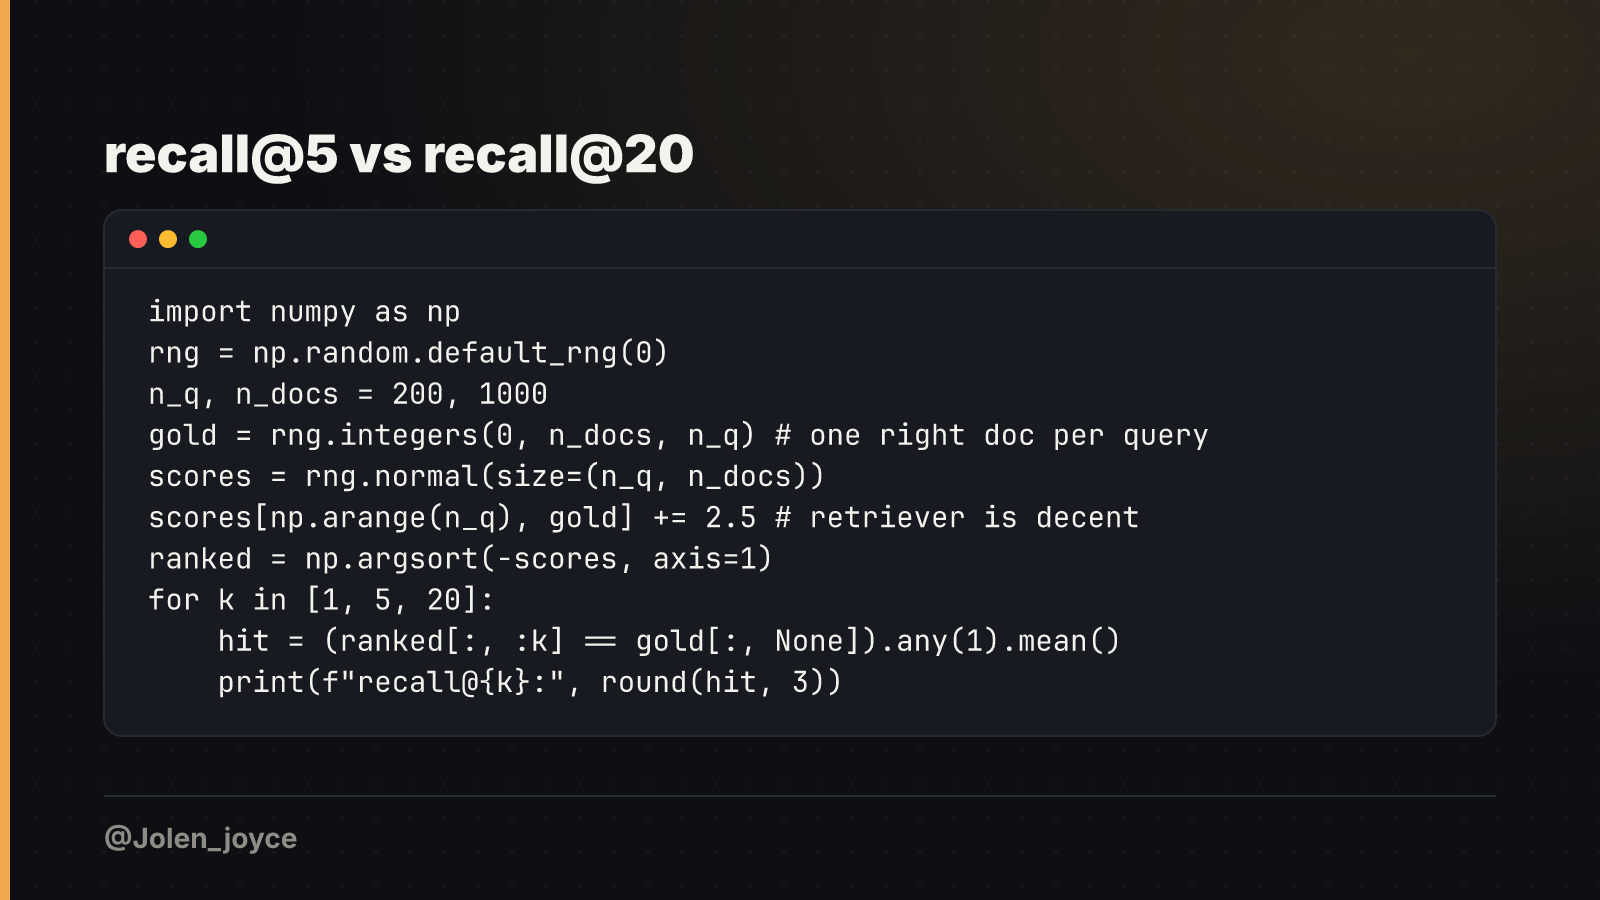 recall@5 vs recall@20
import numpy as np
rng = np.random.default_rng(0)
n_q, n_docs = 200, 1000
gold = rng.integers(0, n_docs, n_q) # one right doc per query
scores = rng.normal(size=(n_q, n_docs))
scores[np.arange(n_q), gold] += 2.5 # retriever is decent
ranked = np.argsort(-scores, axis=1)
for k in [1, 5, 20]:
    hit = (ranked[:, :k] == gold[:, None]).any(1).mean()
    print(f"recall@{k}:", round(hit, 3))
@Jolen_joyce